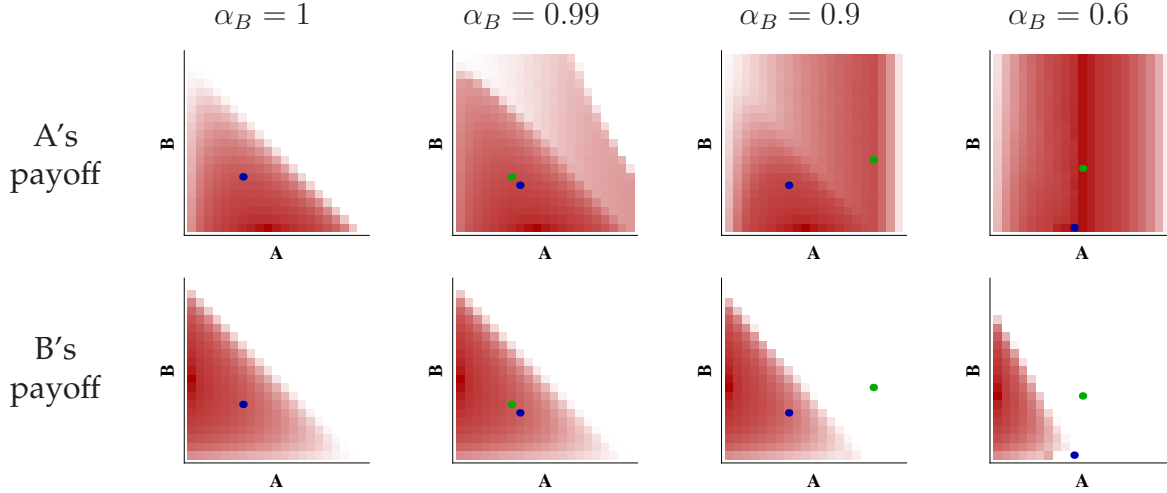 α_B = 1
α_B = 0.99
α_B = 0.9
α_B = 0.6
A's
payoff
B
A
B
A
B
A
B
A
B's
payoff
B
A
B
A
B
A
B
A